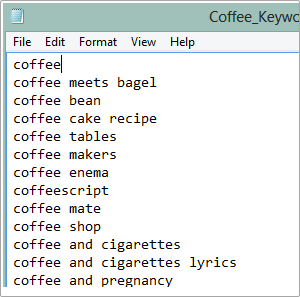 Coffee_Keywo
File Edit Format View Help
coffee
coffee meets bagel
coffee bean
coffee cake recipe
coffee tables
coffee makers
coffee enema
coffeescript
coffee mate
coffee shop
coffee and cigarettes
coffee and cigarettes lyrics
coffee and pregnancy